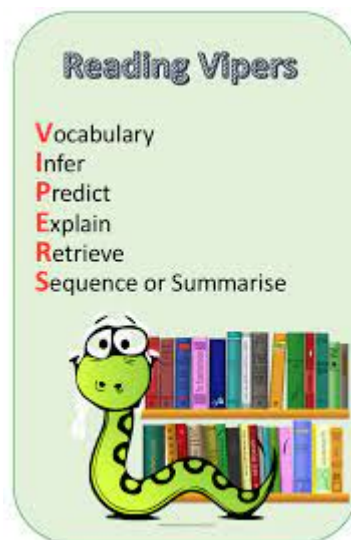 Reading Vipers
Vocabulary
Infer
Predict
Explain
Retrieve
Sequence or Summarise